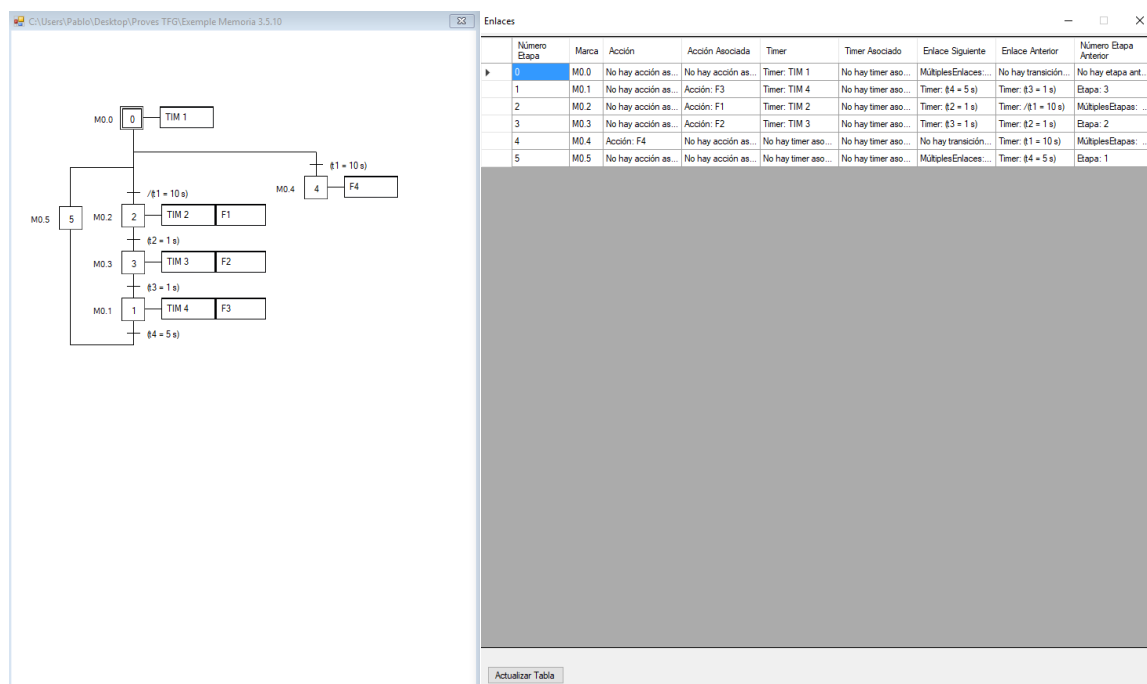 C:\Users\Pablo\Desktop\Proves TFG\Exemple Memoria 3.5.10
M0.0 0 TIM 1
(t1 = 10 s)
M0.4 4 F4
/(t1 = 10 s)
M0.5 5 M0.2 2 TIM 2 F1
(t2 = 1 s)
M0.3 3 TIM 3 F2
(t3 = 1 s)
M0.1 1 TIM 4 F3
(t4 = 5 s)
Enlaces
Número Etapa Marca Acción Acción Asociada Timer Timer Asociado Enlace Siguiente Enlace Anterior Número Etapa Anterior
0 M0.0 No hay acción as... No hay acción as... Timer: TIM 1 No hay timer aso... MúltiplesEnlaces:... No hay transición... No hay etapa ant...
1 M0.1 No hay acción as... Acción: F3 Timer: TIM 4 No hay timer aso... Timer: (t4 = 5 s) Timer: (t3 = 1 s) Etapa: 3
2 M0.2 No hay acción as... Acción: F1 Timer: TIM 2 No hay timer aso... Timer: (t2 = 1 s) Timer: /(t1 = 10 s) MúltiplesEtapas: ...
3 M0.3 No hay acción as... Acción: F2 Timer: TIM 3 No hay timer aso... Timer: (t3 = 1 s) Timer: (t2 = 1 s) Etapa: 2
4 M0.4 Acción: F4 No hay acción as... No hay timer aso... No hay timer aso... No hay transición... Timer: (t1 = 10 s) MúltiplesEtapas: ...
5 M0.5 No hay acción as... No hay acción as... No hay timer aso... No hay timer aso... MúltiplesEnlaces:... Timer: (t4 = 5 s) Etapa: 1
Actualizar Tabla